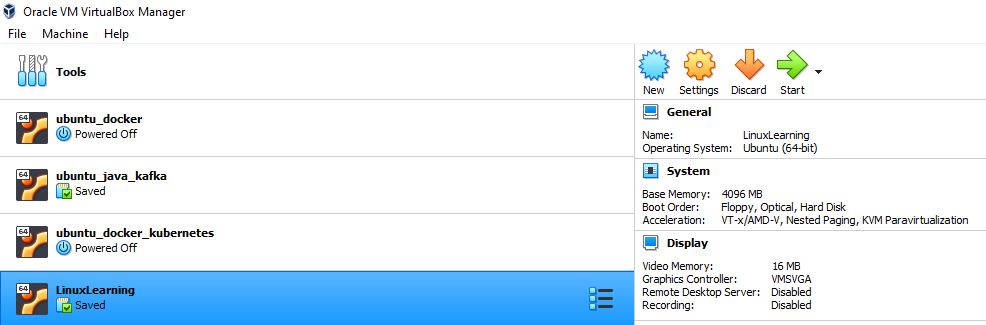 Oracle VM VirtualBox Manager
File Machine Help
Tools
64
ubuntu_docker
Powered Off
64
ubuntu_java_kafka
Saved
64
ubuntu_docker_kubernetes
Powered Off
64
LinuxLearning
Saved
New Settings Discard Start
General
Name: LinuxLearning
Operating System: Ubuntu (64-bit)
System
Base Memory: 4096 MB
Boot Order: Floppy, Optical, Hard Disk
Acceleration: VT-x/AMD-V, Nested Paging, KVM Paravirtualization
Display
Video Memory: 16 MB
Graphics Controller: VMSVGA
Remote Desktop Server: Disabled
Recording: Disabled